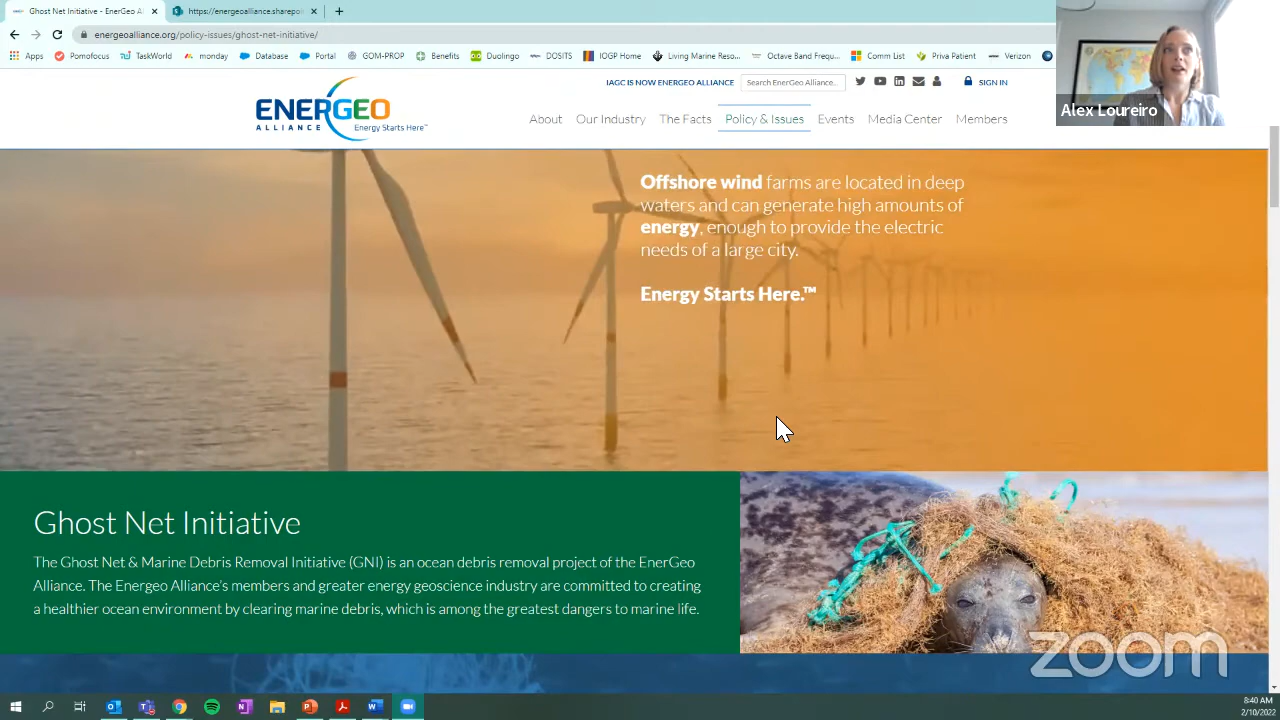 Ghost Net Initiative - EnerGeo Al
https://energeoalliance.sharepoi
energeoalliance.org/policy-issues/ghost-net-initiative/
Apps Pomofocus TaskWorld monday Database Portal GOM-PROP Benefits Duolingo DOSITS IOGP Home Living Marine Reso... Octave Band Frequ... Comm List Priva Patient Verizon
Alex Loureiro
IAGC IS NOW ENERGEO ALLIANCE
Search EnerGeo Alliance...
SIGN IN
ENERGEO
ALLIANCE
Energy Starts Here™
About Our Industry The Facts Policy & Issues Events Media Center Members
Offshore wind farms are located in deep
waters and can generate high amounts of
energy, enough to provide the electric
needs of a large city.
Energy Starts Here.™
Ghost Net Initiative
The Ghost Net & Marine Debris Removal Initiative (GNI) is an ocean debris removal project of the EnerGeo
Alliance. The Energeo Alliance's members and greater energy geoscience industry are committed to creating
a healthier ocean environment by clearing marine debris, which is among the greatest dangers to marine life.
zoom
8:40 AM
2/10/2022